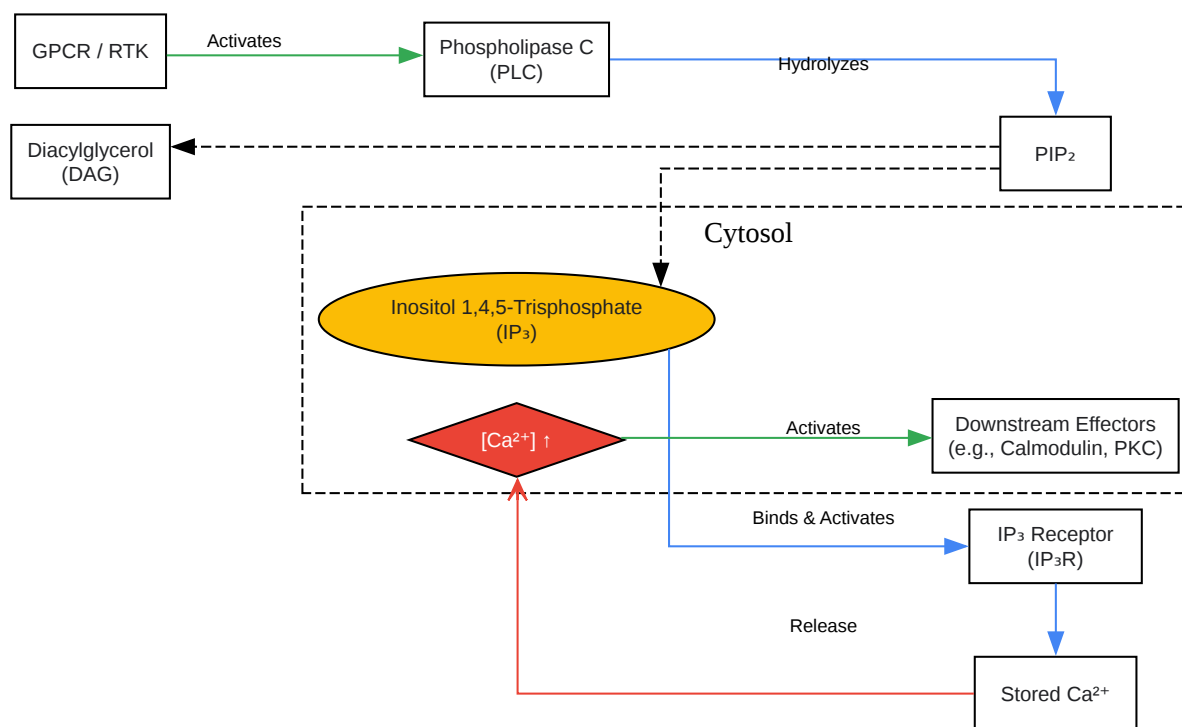 GPCR / RTK
Activates
Phospholipase C
(PLC)
Hydrolyzes
Diacylglycerol
(DAG)
PIP₂
Cytosol
Inositol 1,4,5-Trisphosphate
(IP₃)
[Ca²⁺] ↑
Activates
Downstream Effectors
(e.g., Calmodulin, PKC)
Binds & Activates
IP₃ Receptor
(IP₃R)
Release
Stored Ca²⁺